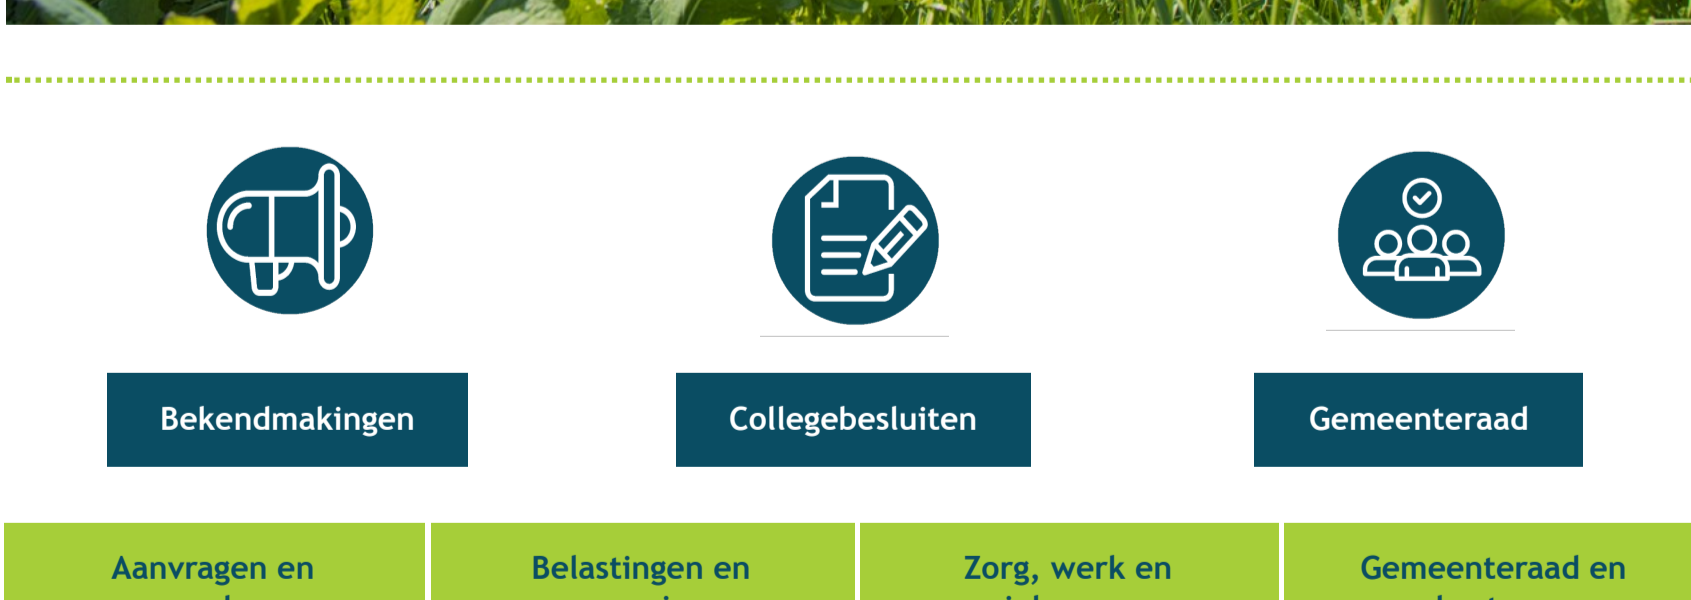 Bekendmakingen
Collegebesluiten
Gemeenteraad
Aanvragen en
Belastingen en
Zorg, werk en
Gemeenteraad en